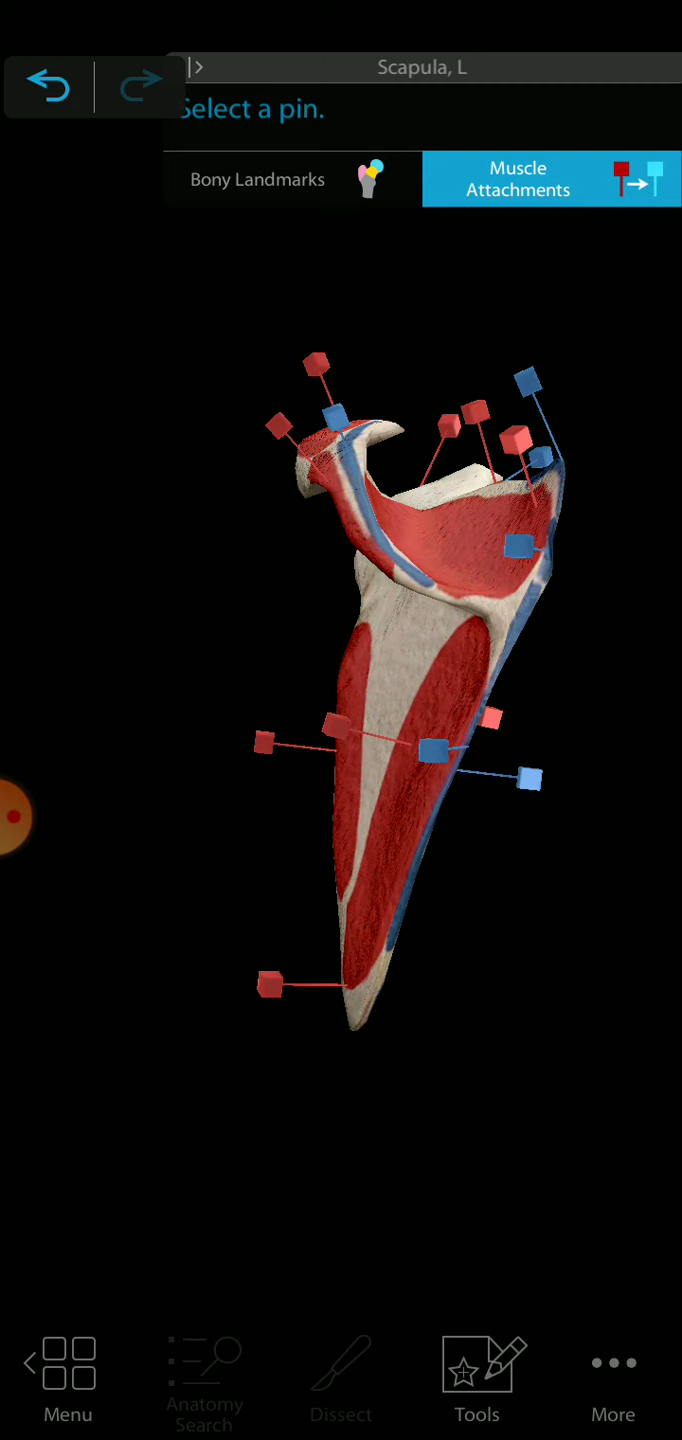 Scapula, L
Select a pin.
Bony Landmarks
Muscle
Attachments
Menu
Anatomy
Search
Dissect
Tools
More